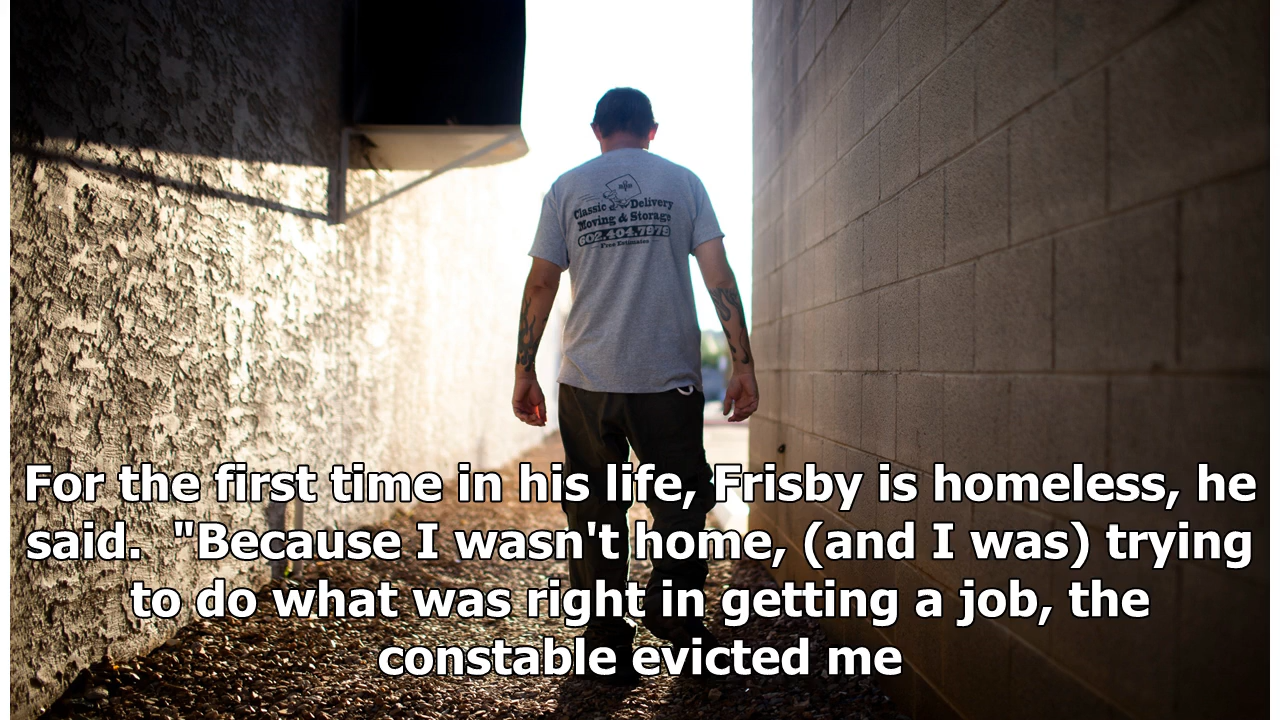 Classic & Delivery
Moving & Storage
602.404.7979
Free Estimates
For the first time in his life, Frisby is homeless, he
said.  "Because I wasn't home, (and I was) trying
to do what was right in getting a job, the
constable evicted me